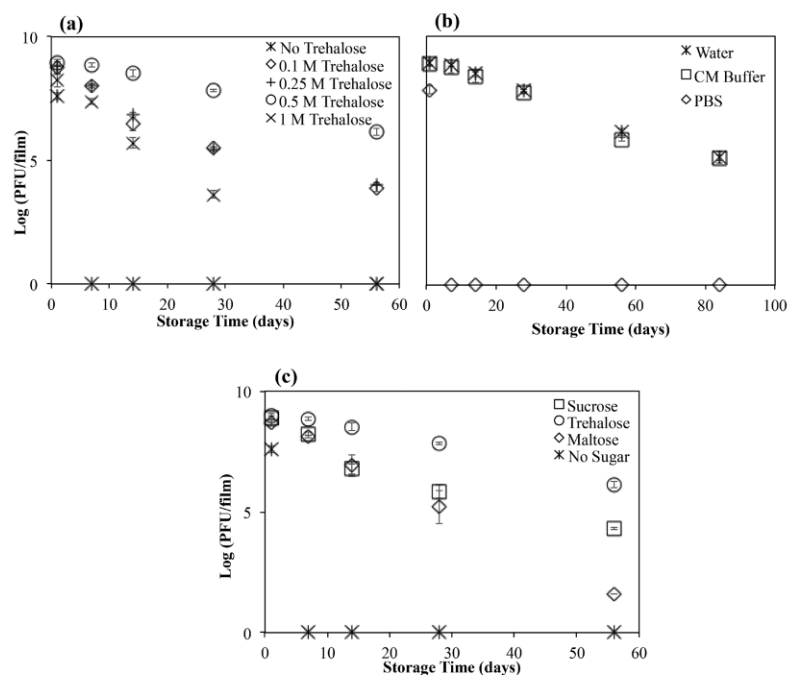 (a)
No Trehalose
0.1 M Trehalose
0.25 M Trehalose
0.5 M Trehalose
1 M Trehalose
10
5
0
Log (PFU/film)
0 10 20 30 40 50 60
Storage Time (days)
(b)
Water
CM Buffer
PBS
10
5
0
0 20 40 60 80 100
Storage Time (days)
(c)
Sucrose
Trehalose
Maltose
No Sugar
10
5
0
Log (PFU/film)
0 10 20 30 40 50 60
Storage Time (days)